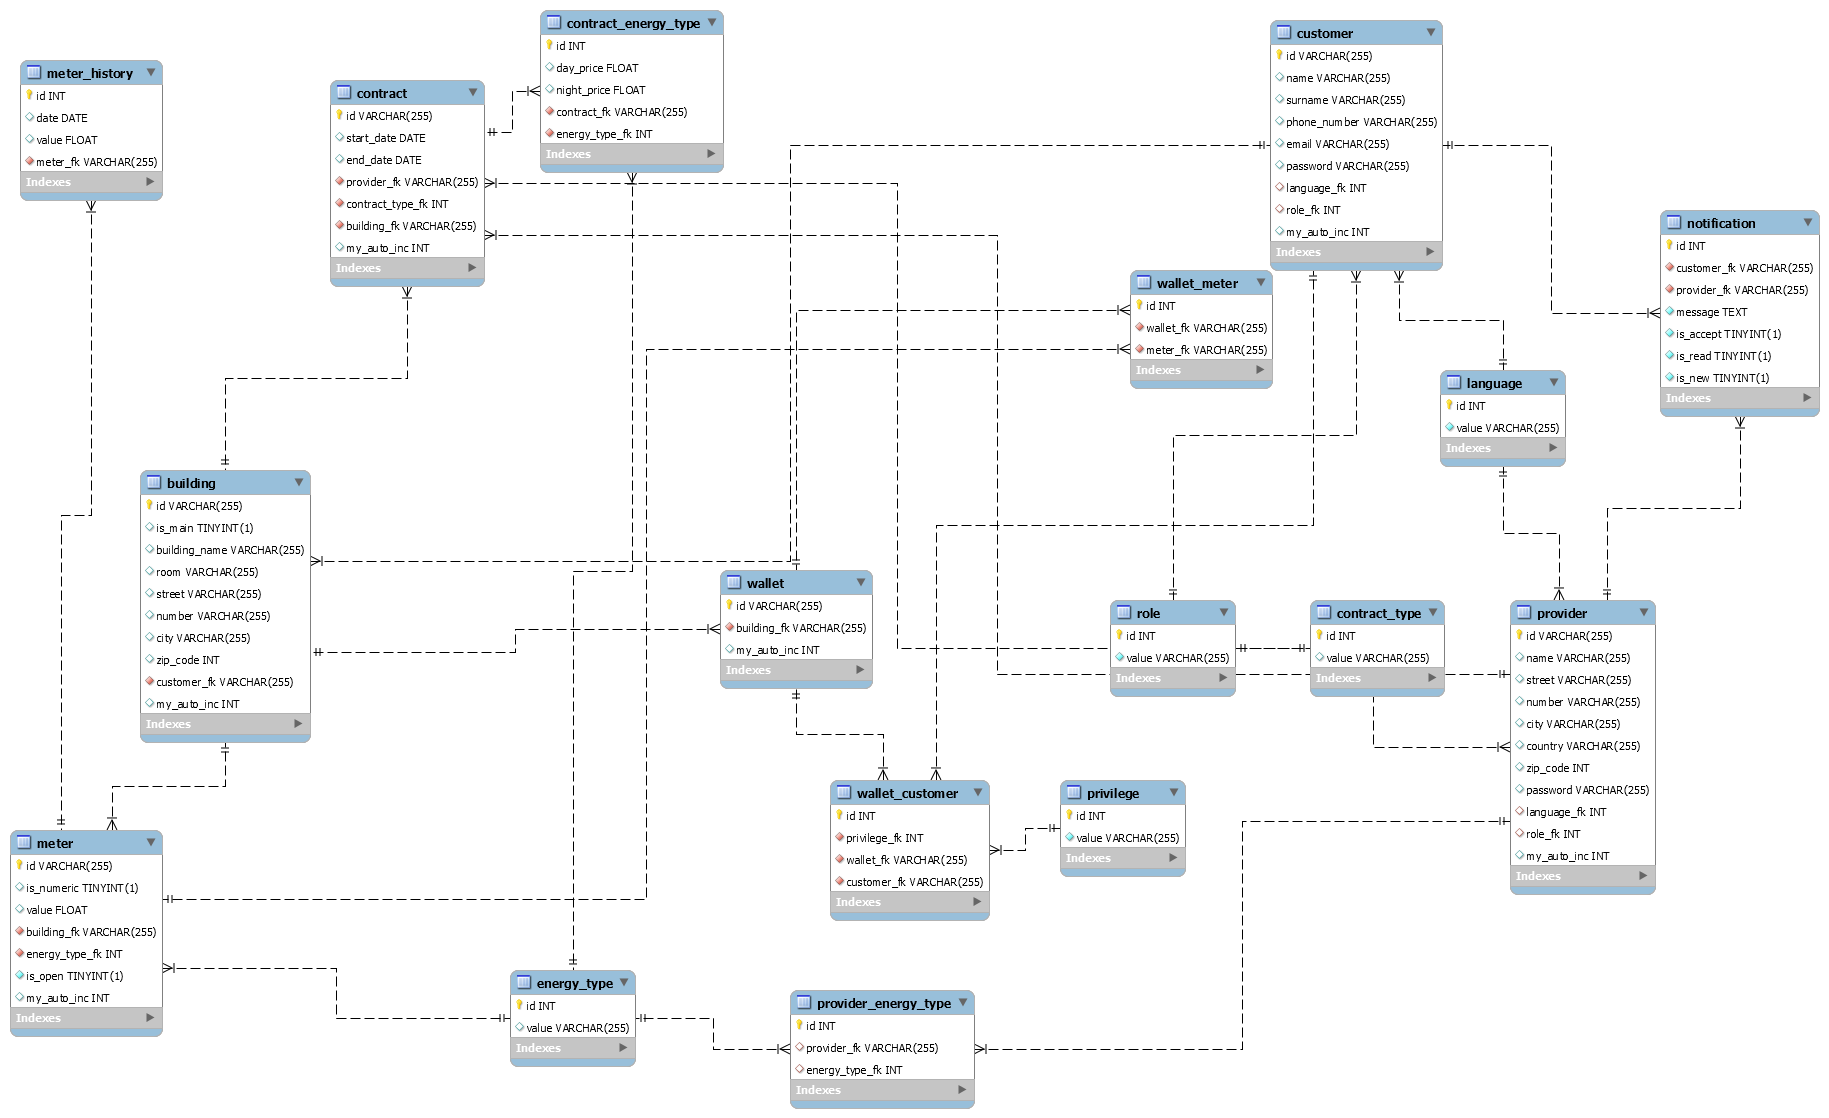 contract_energy_type
id INT
day_price FLOAT
night_price FLOAT
contract_fk VARCHAR(255)
energy_type_fk INT
Indexes
customer
id VARCHAR(255)
name VARCHAR(255)
surname VARCHAR(255)
phone_number VARCHAR(255)
email VARCHAR(255)
password VARCHAR(255)
language_fk INT
role_fk INT
my_auto_inc INT
Indexes
meter_history
id INT
date DATE
value FLOAT
meter_fk VARCHAR(255)
Indexes
contract
id VARCHAR(255)
start_date DATE
end_date DATE
provider_fk VARCHAR(255)
contract_type_fk INT
building_fk VARCHAR(255)
my_auto_inc INT
Indexes
notification
id INT
customer_fk VARCHAR(255)
provider_fk VARCHAR(255)
message TEXT
is_accept TINYINT(1)
is_read TINYINT(1)
is_new TINYINT(1)
Indexes
wallet_meter
id INT
wallet_fk VARCHAR(255)
meter_fk VARCHAR(255)
Indexes
language
id INT
value VARCHAR(255)
Indexes
building
id VARCHAR(255)
is_main TINYINT(1)
building_name VARCHAR(255)
room VARCHAR(255)
street VARCHAR(255)
number VARCHAR(255)
city VARCHAR(255)
zip_code INT
customer_fk VARCHAR(255)
my_auto_inc INT
Indexes
wallet
id VARCHAR(255)
building_fk VARCHAR(255)
my_auto_inc INT
Indexes
role
id INT
value VARCHAR(255)
Indexes
contract_type
id INT
value VARCHAR(255)
Indexes
provider
id VARCHAR(255)
name VARCHAR(255)
street VARCHAR(255)
number VARCHAR(255)
city VARCHAR(255)
country VARCHAR(255)
zip_code INT
password VARCHAR(255)
language_fk INT
role_fk INT
my_auto_inc INT
Indexes
wallet_customer
id INT
privilege_fk INT
wallet_fk VARCHAR(255)
customer_fk VARCHAR(255)
Indexes
privilege
id INT
value VARCHAR(255)
Indexes
meter
id VARCHAR(255)
is_numeric TINYINT(1)
value FLOAT
building_fk VARCHAR(255)
energy_type_fk INT
is_open TINYINT(1)
my_auto_inc INT
Indexes
energy_type
id INT
value VARCHAR(255)
Indexes
provider_energy_type
id INT
provider_fk VARCHAR(255)
energy_type_fk INT
Indexes